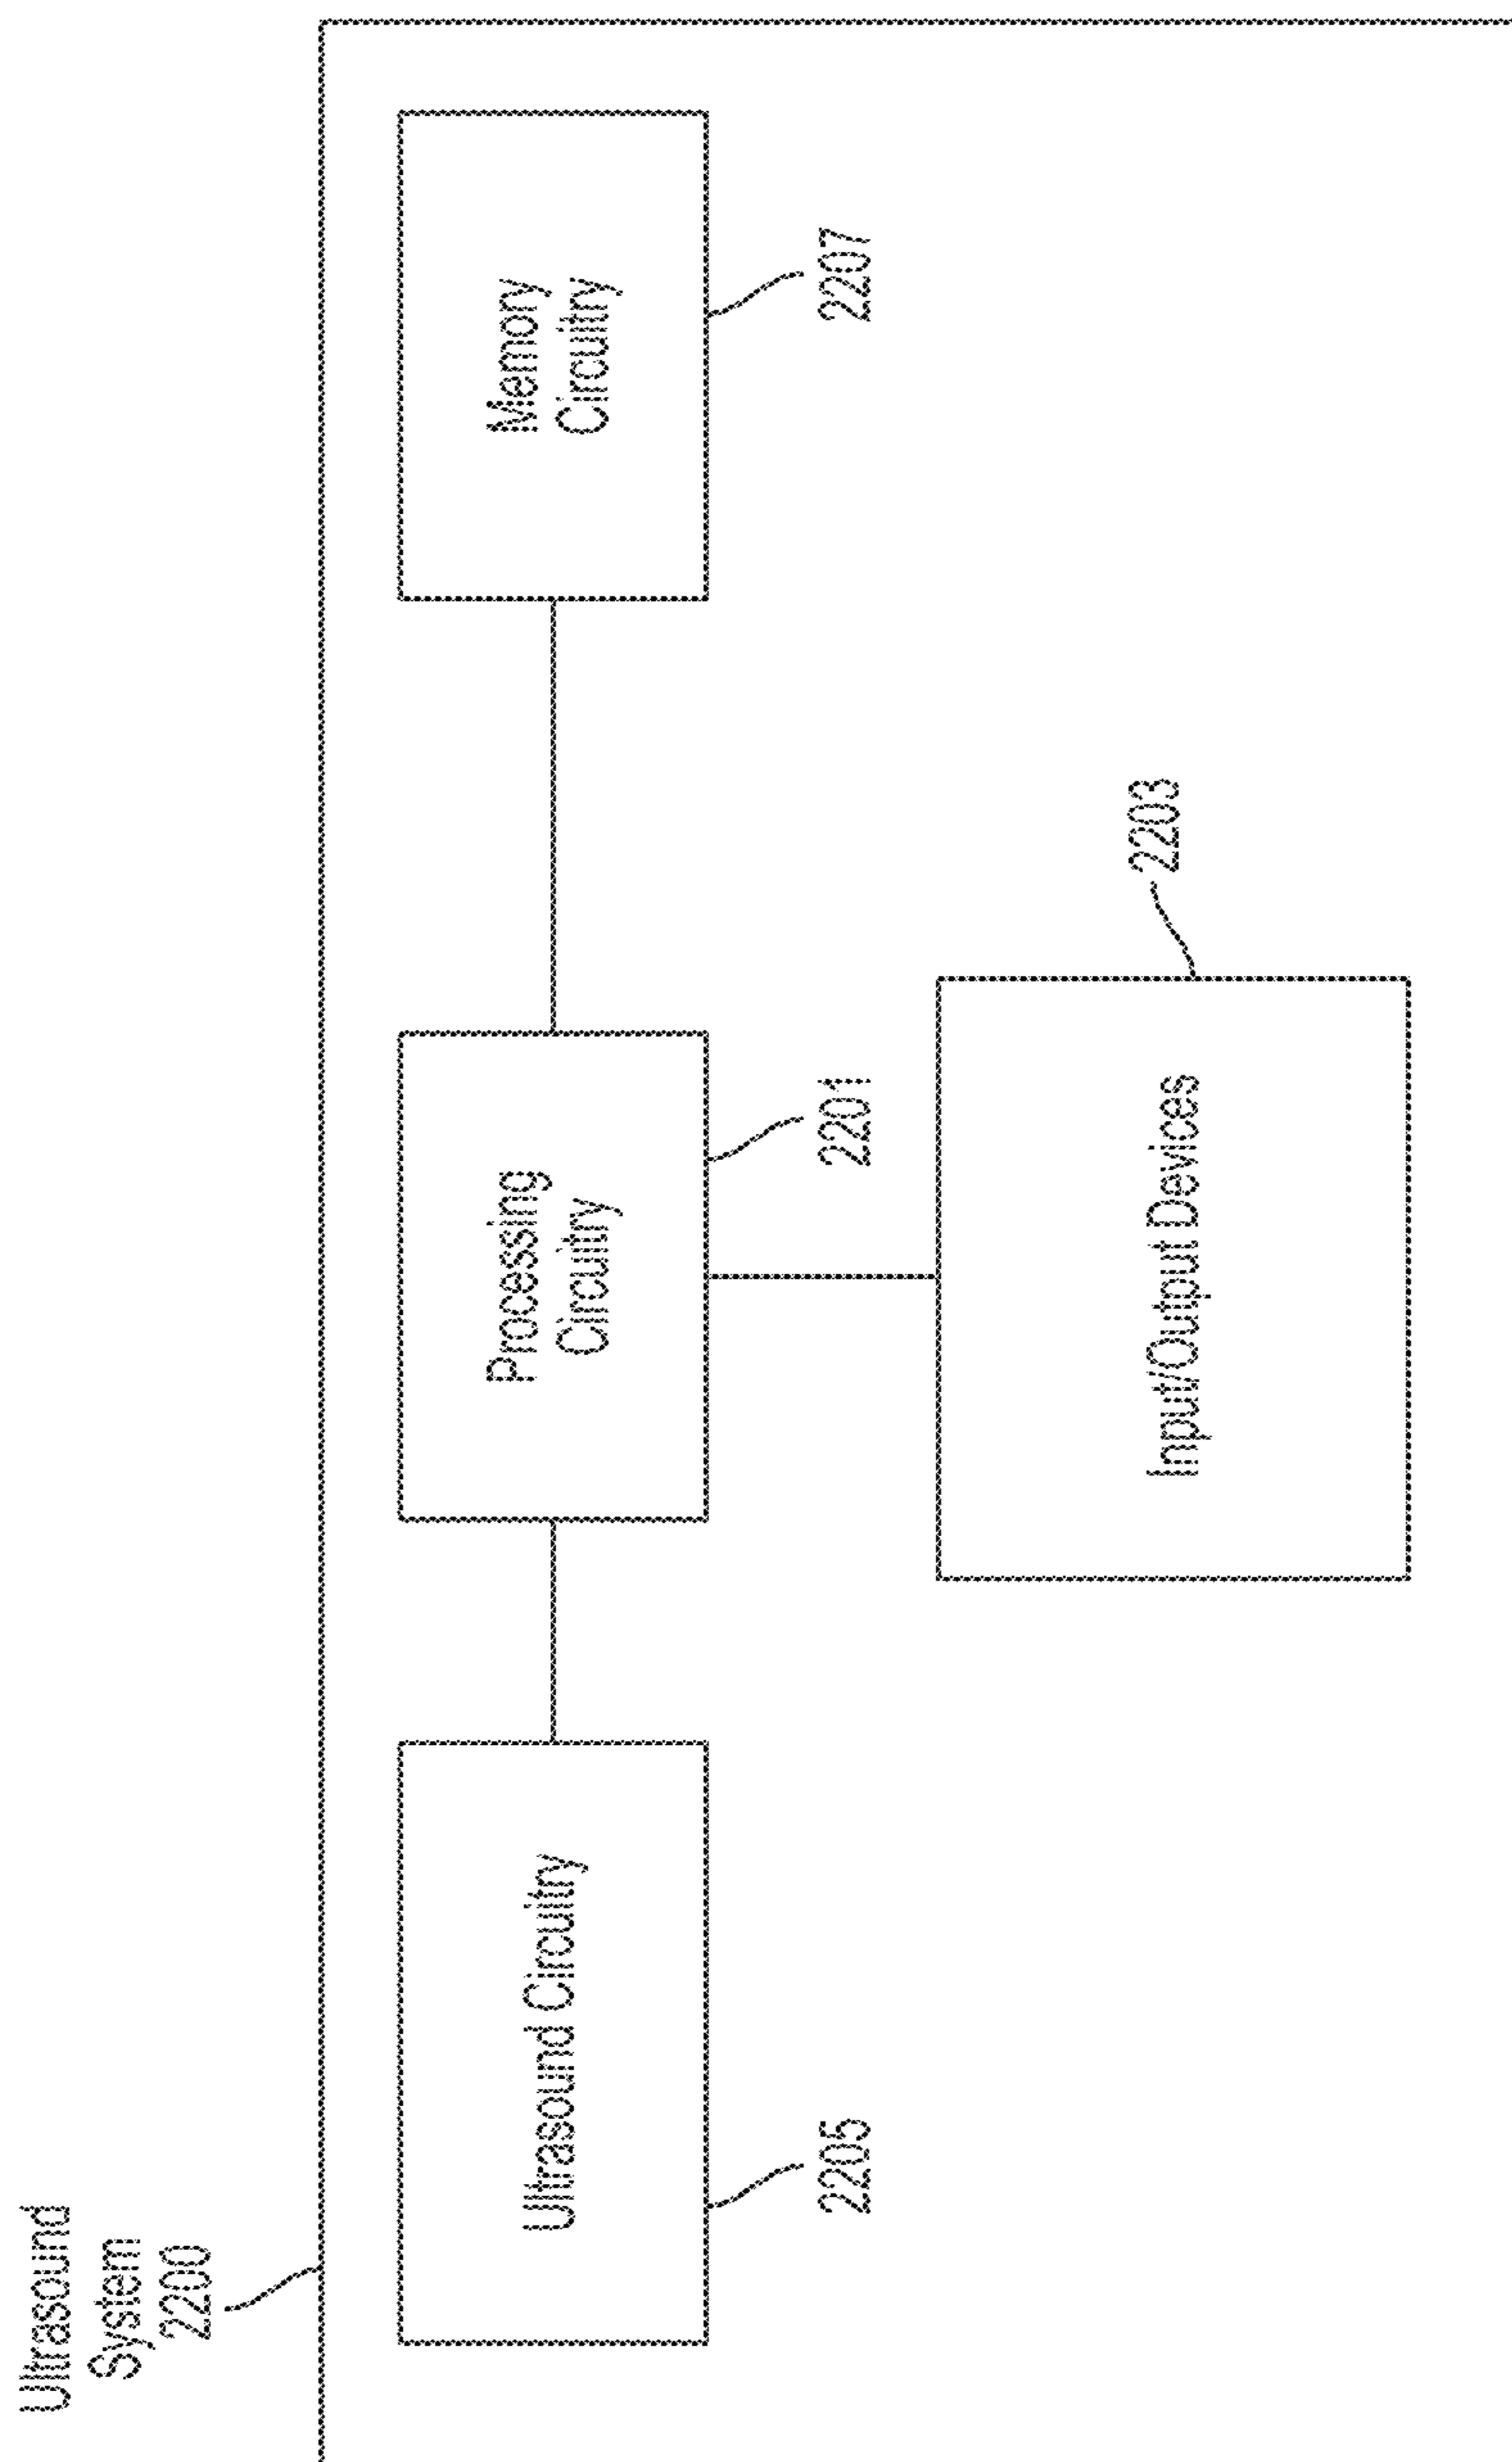 Ultrasound
System
2200
Ultrasound Circuitry
2205
Processing
Circuitry
2201
Memory
Circuitry
2207
Input/Output Devices
2203